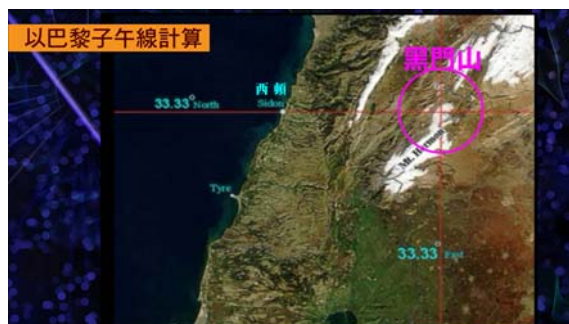 以巴黎子午線計算
黑門山
西頓
33.33° North
Sidon
Mt. Hermon
Tyre
33.33° East